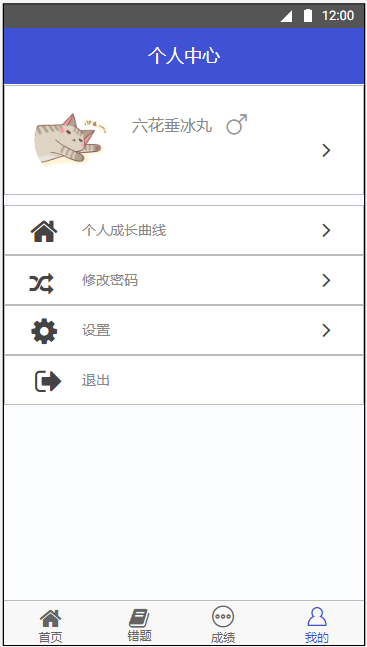 12:00
个人中心
六花垂冰丸
个人成长曲线
修改密码
设置
退出
首页 错题 成绩 我的